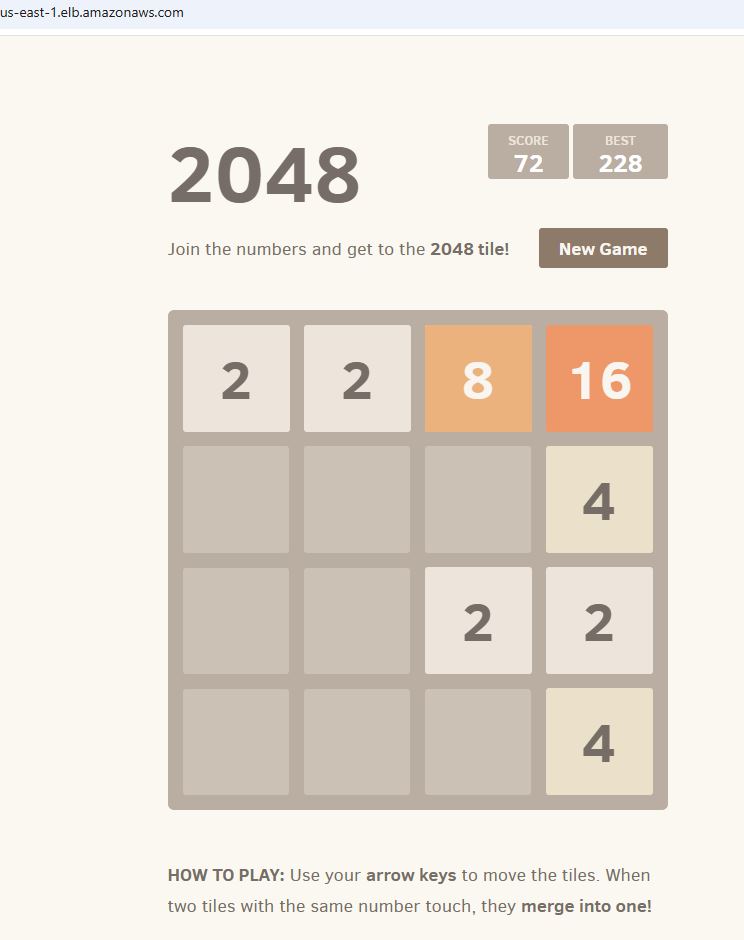 us-east-1.elb.amazonaws.com
2048
SCORE
72
BEST
228
Join the numbers and get to the 2048 tile!
New Game
2 2 8 16
4
2 2
4
HOW TO PLAY: Use your arrow keys to move the tiles. When
two tiles with the same number touch, they merge into one!